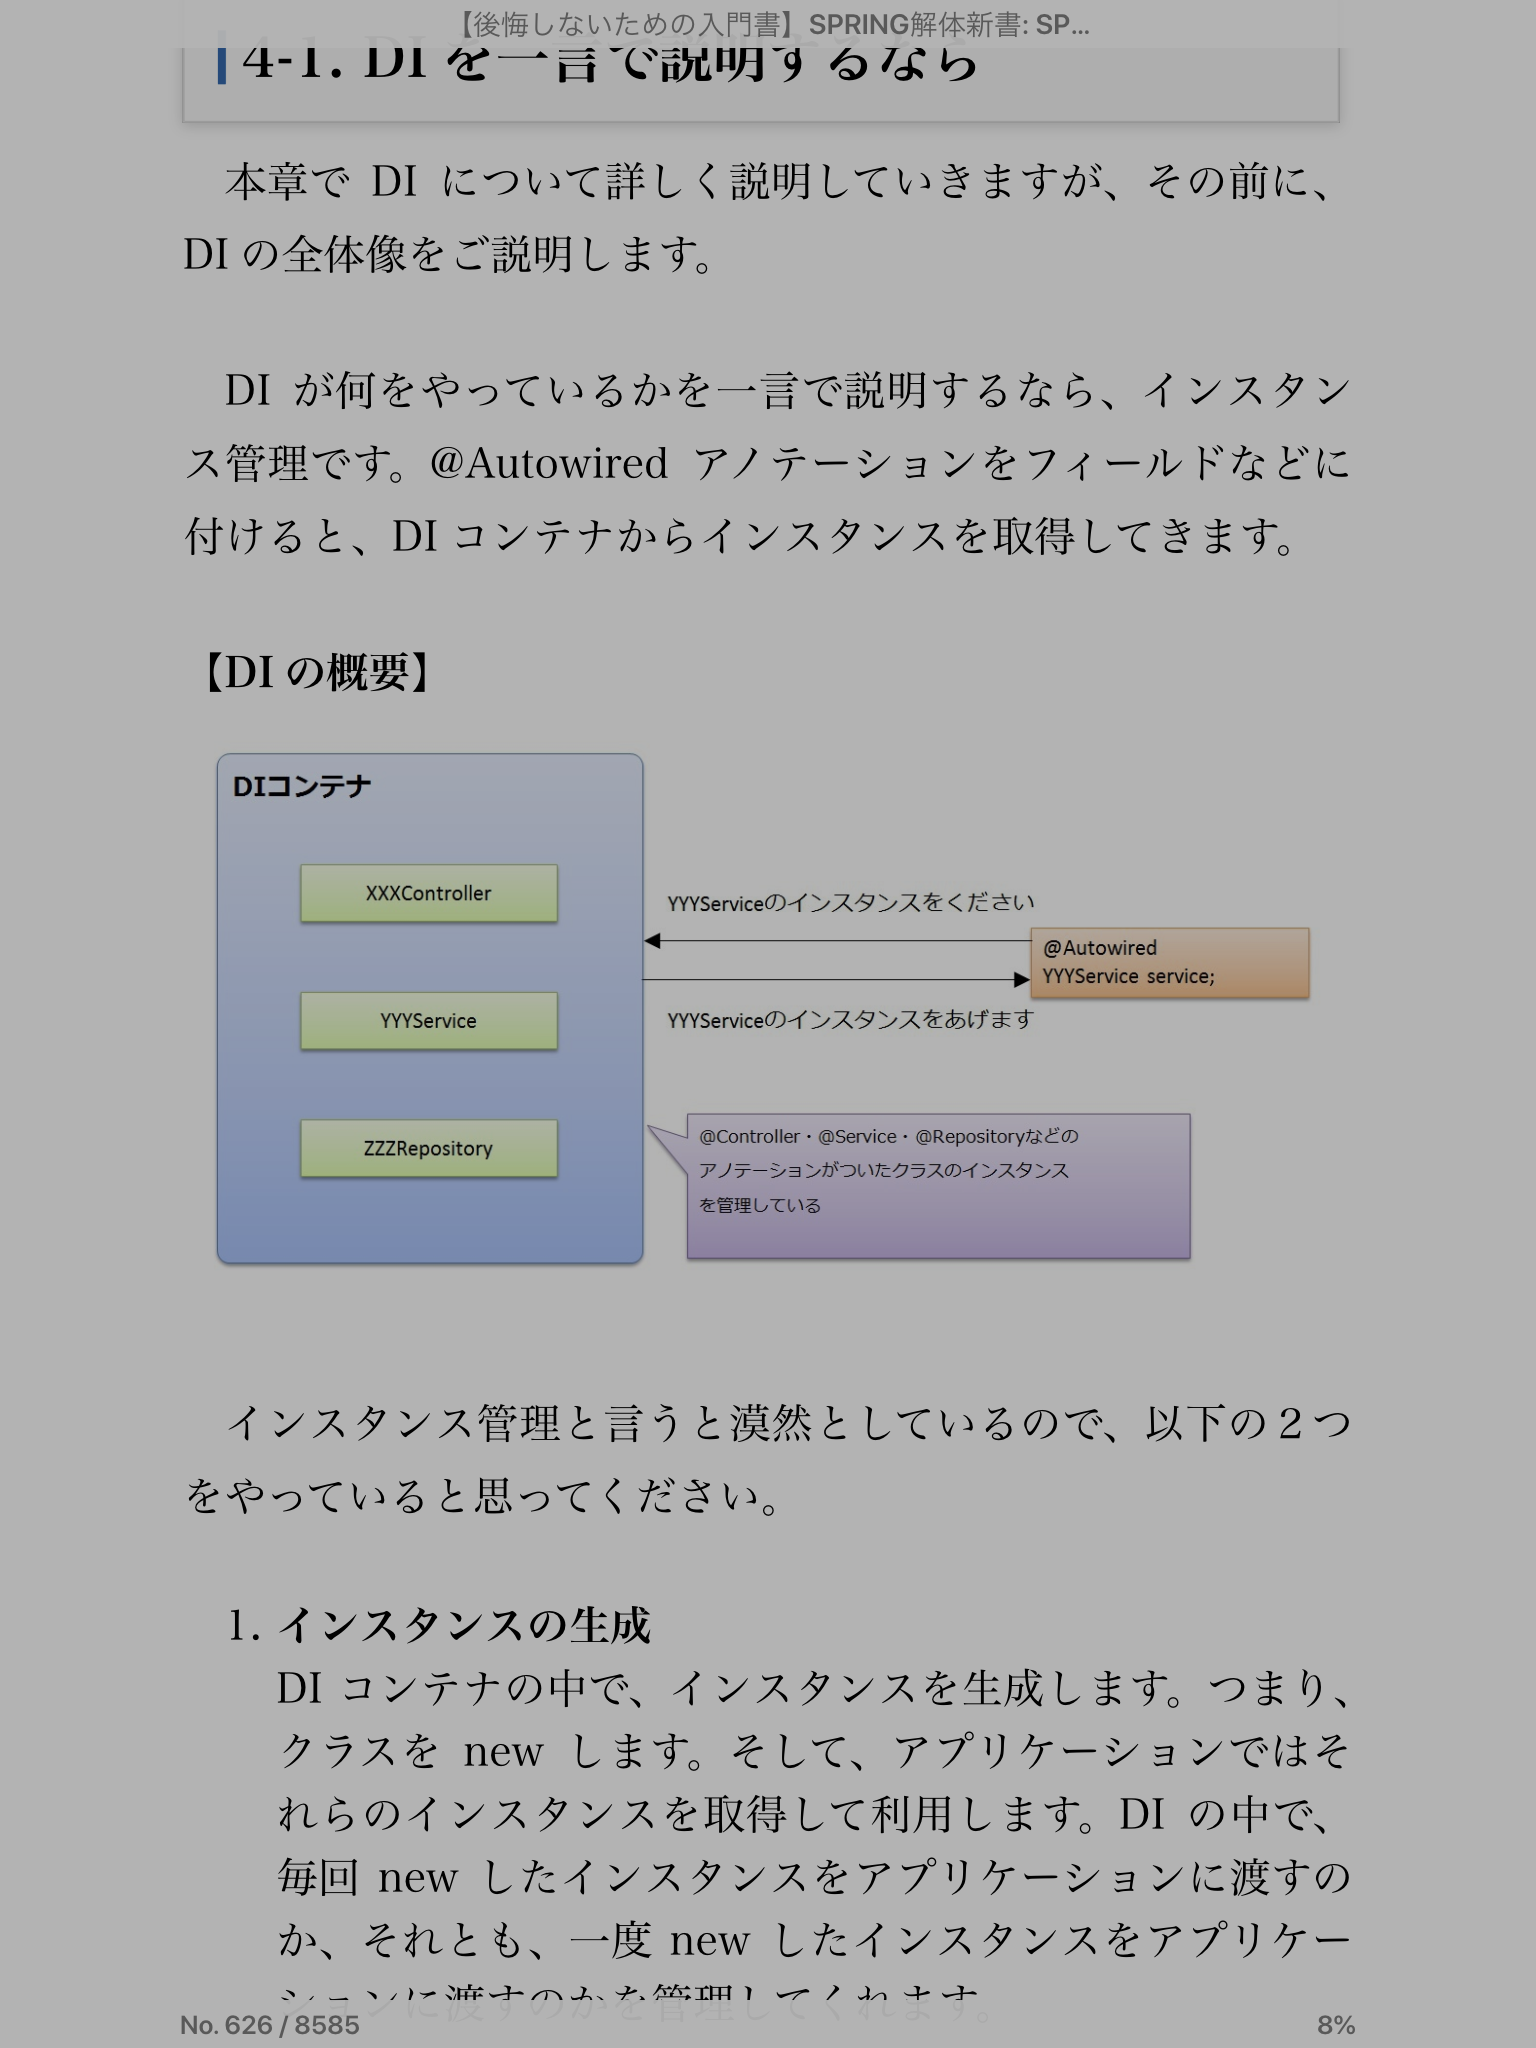 【後悔しないための入門書】SPRING解体新書: SP...
4-1. DI を一言で説明するなら
本章で DI について詳しく説明していきますが、その前に、
DI の全体像をご説明します。
DI が何をやっているかを一言で説明するなら、インスタン
ス管理です。@Autowired アノテーションをフィールドなどに
付けると、DI コンテナからインスタンスを取得してきます。
【DI の概要】
DIコンテナ
XXXController
YYYService
ZZZRepository
YYYServiceのインスタンスをください
@Autowired
YYYService service;
YYYServiceのインスタンスをあげます
@Controller・@Service・@Repositoryなどの
アノテーションがついたクラスのインスタンス
を管理している
インスタンス管理と言うと漠然としているので、以下の２つ
をやっていると思ってください。
1. インスタンスの生成
DI コンテナの中で、インスタンスを生成します。つまり、
クラスを new します。そして、アプリケーションではそ
れらのインスタンスを取得して利用します。DI の中で、
毎回 new したインスタンスをアプリケーションに渡すの
か、それとも、一度 new したインスタンスをアプリケー
ションに渡すのかを管理してくれます。
No. 626 / 8585
8%